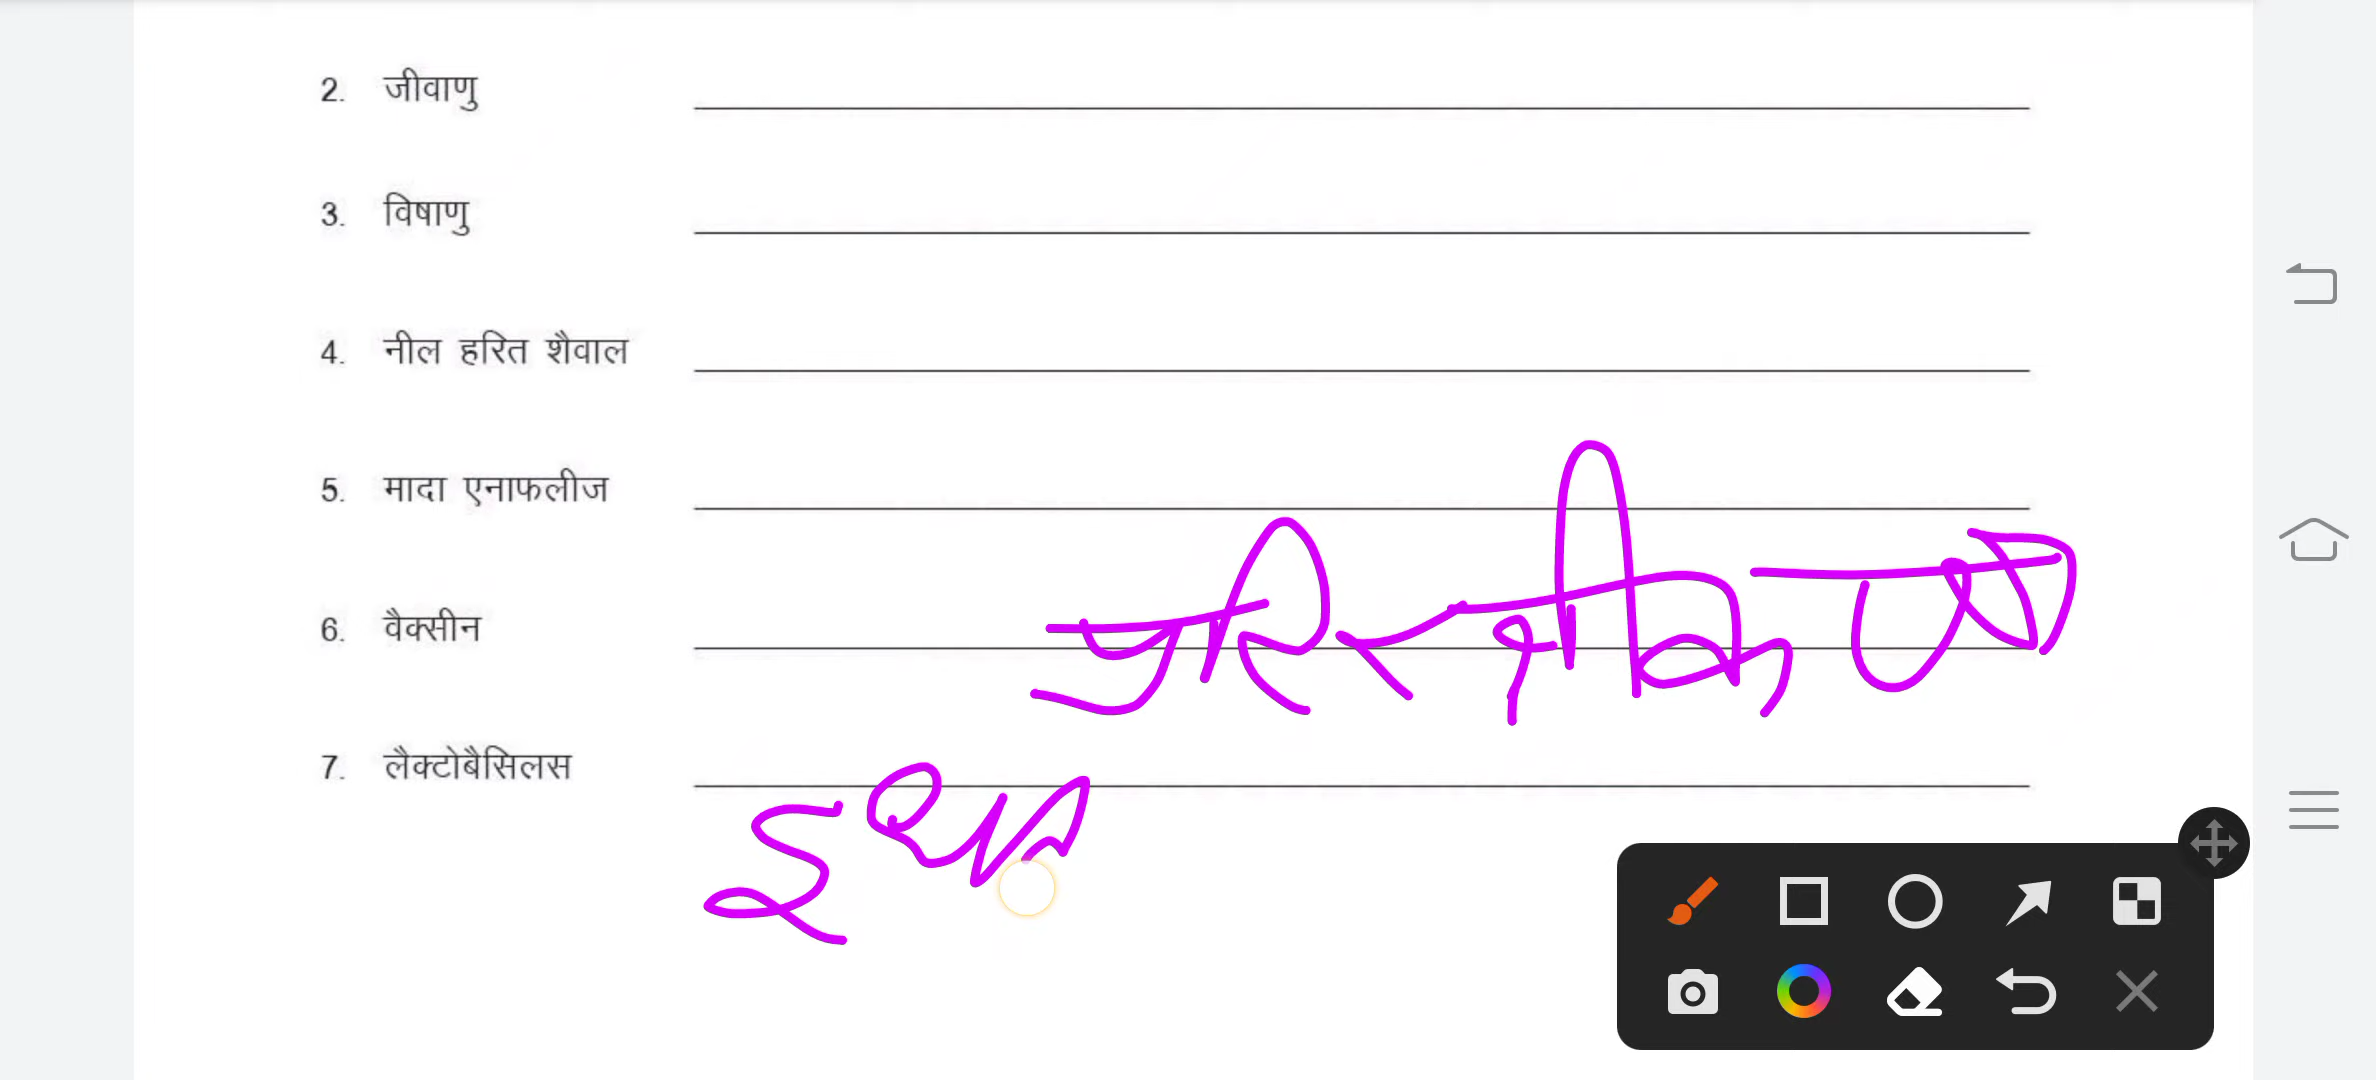 2. जीवाणु
3. विषाणु
4. नील हरित शैवाल
5. मादा एनाफलीज
6. वैक्सीन
7. लैक्टोबैसिलस